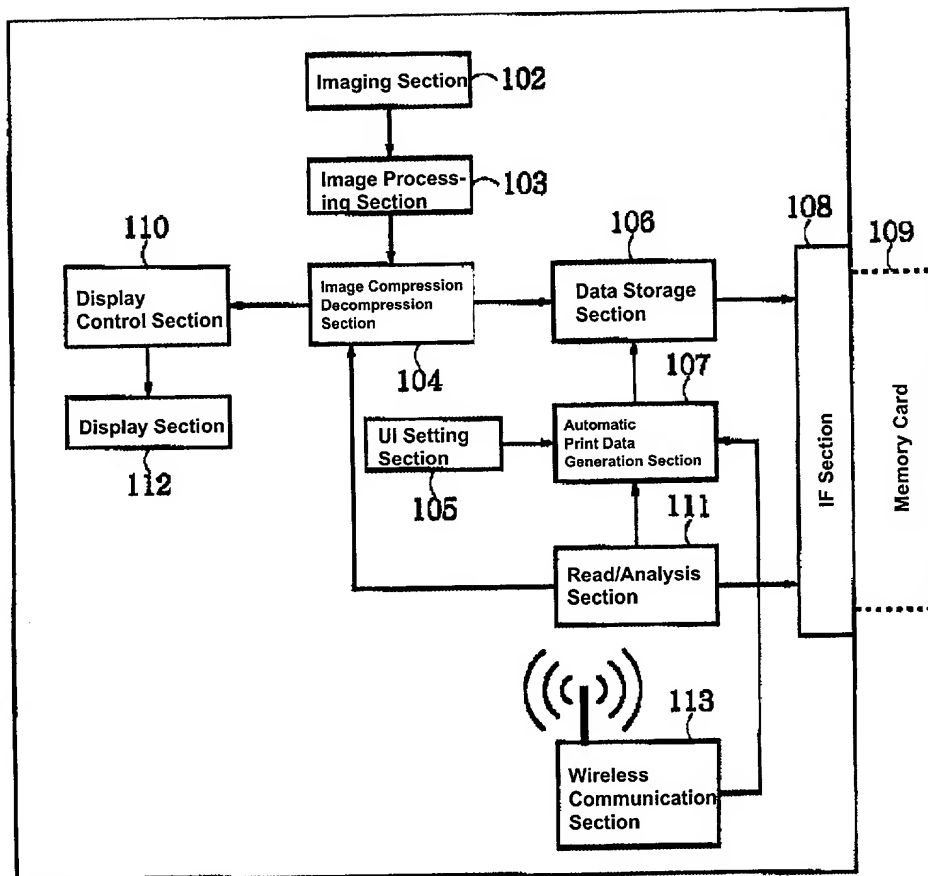 Imaging Section
102
Image Process-
ing Section
103
110
106
108
109
Display
Control Section
Image Compression
Decompression
Section
Data Storage
Section
104
107
Display Section
112
UI Setting
Section
105
Automatic
Print Data
Generation Section
IF Section
Memory Card
111
Read/Analysis
Section
113
Wireless
Communication
Section